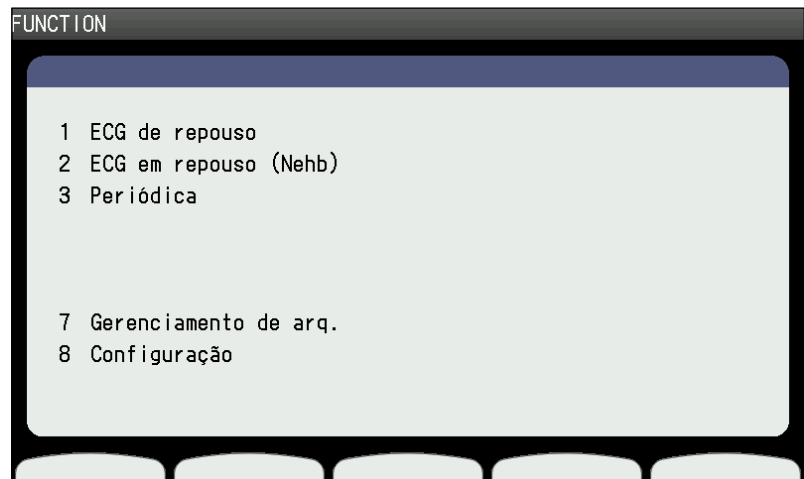 FUNCTION
1 ECG de repouso
2 ECG em repouso (Nehb)
3 Periódica
7 Gerenciamento de arq.
8 Configuração